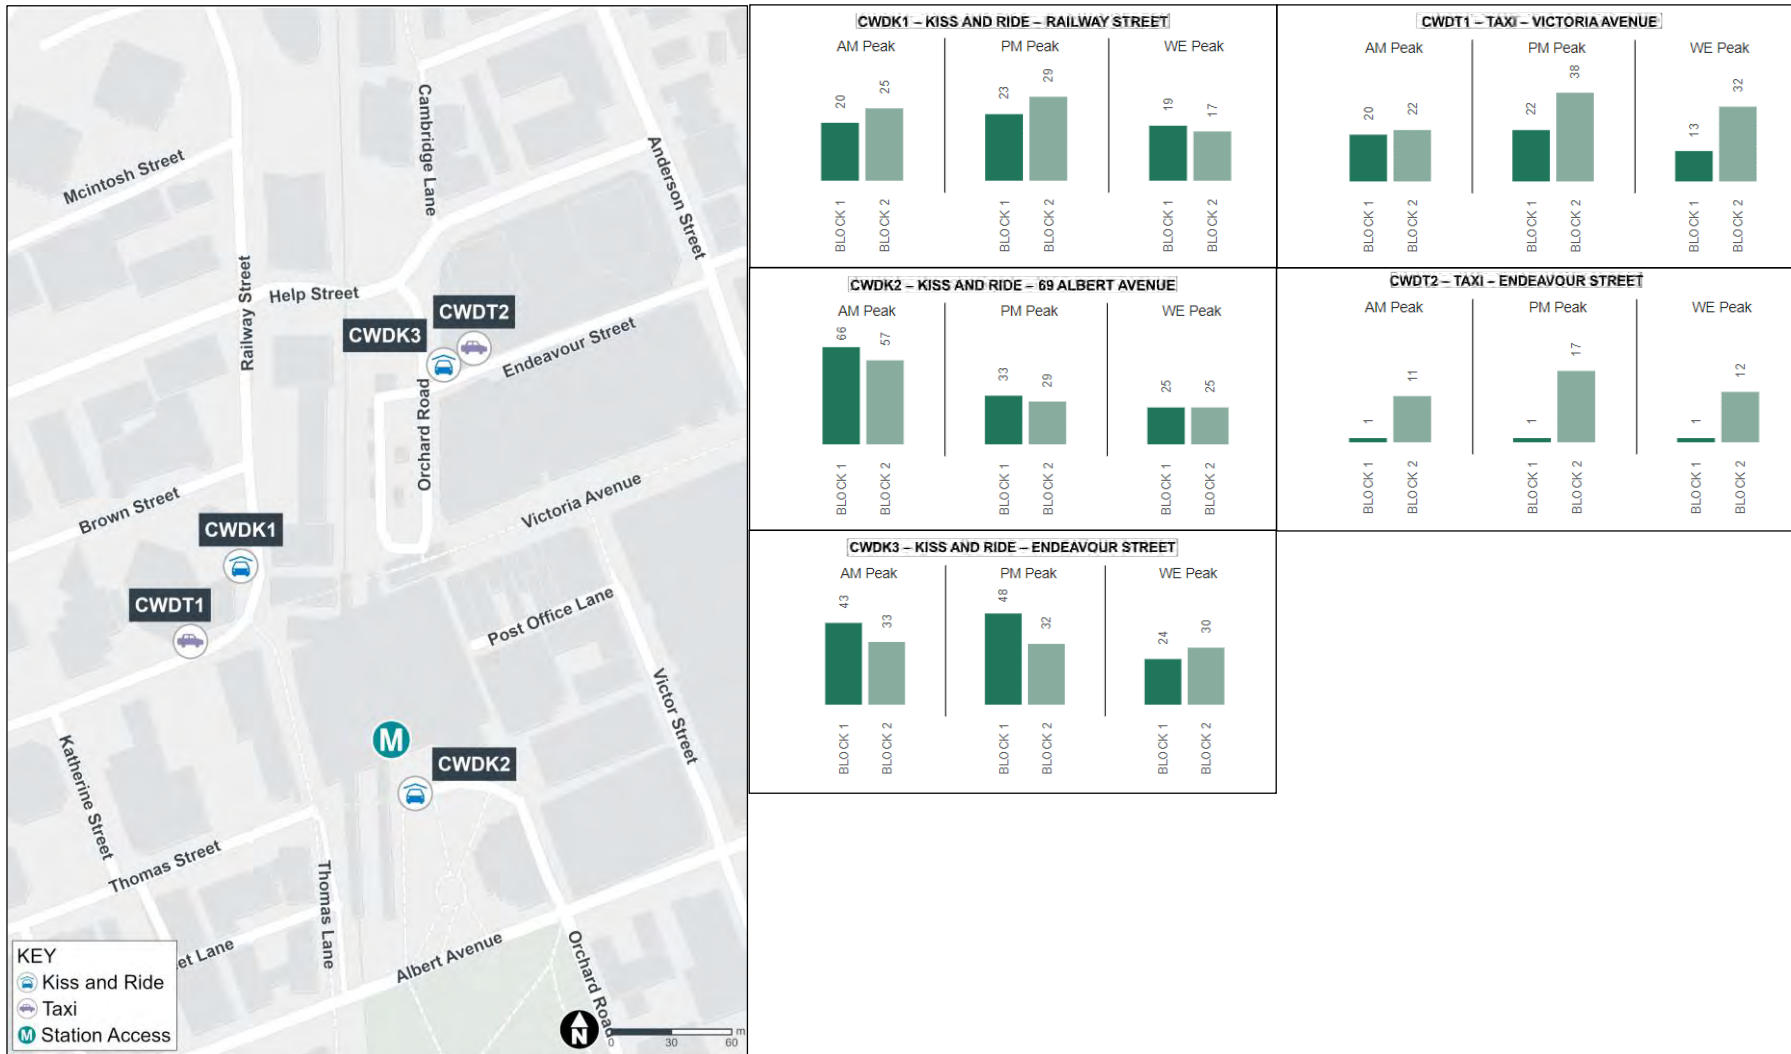 Mcintosh Street
Cambridge Lane
Anderson Street
Railway Street
Help Street
CWDT2
CWDK3
Endeavour Street
Orchard Road
Brown Street
Victoria Avenue
CWDK1
CWDT1
Post Office Lane
Victor Street
M
CWDK2
Katherine Street
Thomas Street
Thomas Lane
Albert Avenue
Orchard Road
et Lane
KEY
Kiss and Ride
Taxi
M Station Access
N
0 30 60 m
CWDK1 – KISS AND RIDE – RAILWAY STREET
AM Peak PM Peak WE Peak
20 25 23 29 19 17
BLOCK 1 BLOCK 2 BLOCK 1 BLOCK 2 BLOCK 1 BLOCK 2
CWDT1 – TAXI – VICTORIA AVENUE
AM Peak PM Peak WE Peak
20 22 22 38 13 32
BLOCK 1 BLOCK 2 BLOCK 1 BLOCK 2 BLOCK 1 BLOCK 2
CWDK2 – KISS AND RIDE – 69 ALBERT AVENUE
AM Peak PM Peak WE Peak
66 57 33 29 25 25
BLOCK 1 BLOCK 2 BLOCK 1 BLOCK 2 BLOCK 1 BLOCK 2
CWDT2 – TAXI – ENDEAVOUR STREET
AM Peak PM Peak WE Peak
1 11 1 17 1 12
BLOCK 1 BLOCK 2 BLOCK 1 BLOCK 2 BLOCK 1 BLOCK 2
CWDK3 – KISS AND RIDE – ENDEAVOUR STREET
AM Peak PM Peak WE Peak
43 33 48 32 24 30
BLOCK 1 BLOCK 2 BLOCK 1 BLOCK 2 BLOCK 1 BLOCK 2